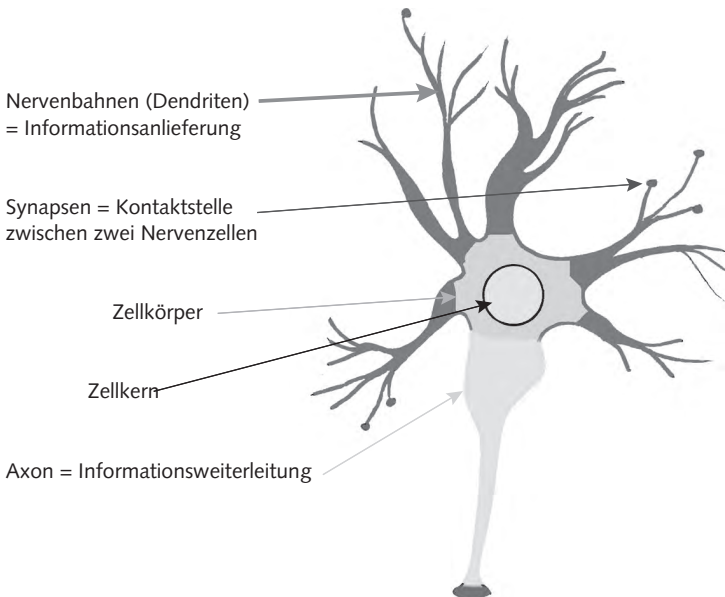 Nervenbahnen (Dendriten)
= Informationsanlieferung
Synapsen = Kontaktstelle
zwischen zwei Nervenzellen
Zellkörper
Zellkern
Axon = Informationsweiterleitung